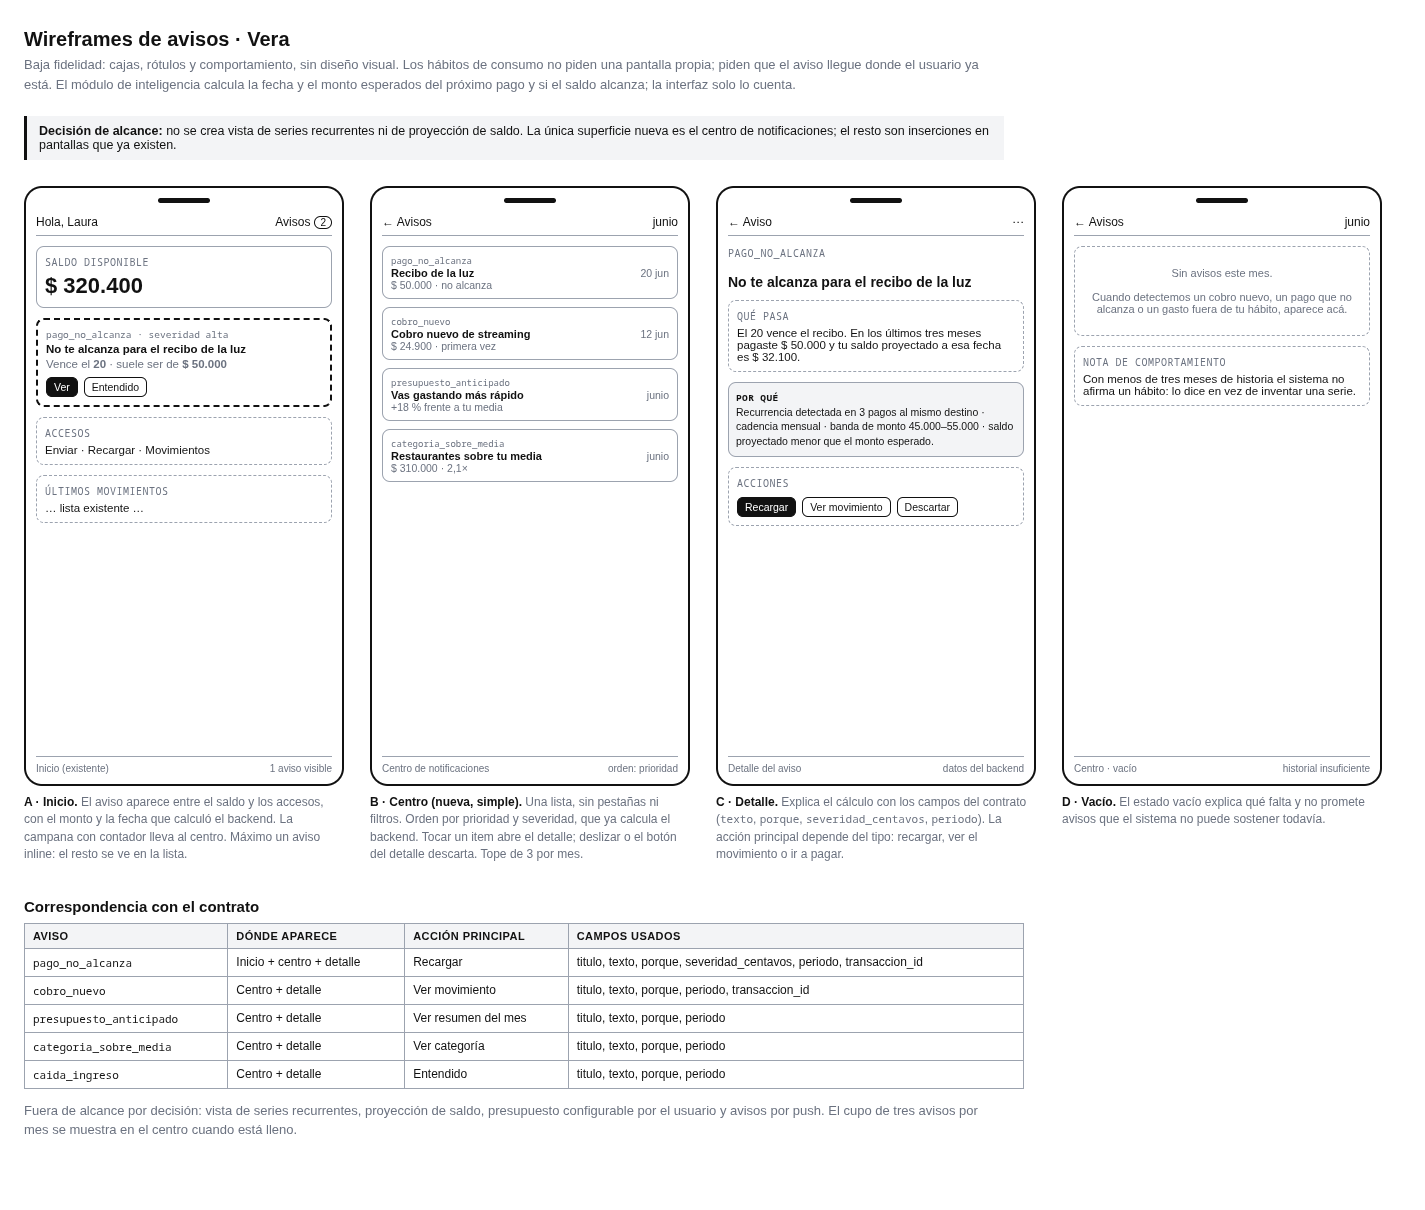 Wireframes de avisos · Vera
Baja fidelidad: cajas, rótulos y comportamiento, sin diseño visual. Los hábitos de consumo no piden una pantalla propia; piden que el aviso llegue donde el usuario ya
está. El módulo de inteligencia calcula la fecha y el monto esperados del próximo pago y si el saldo alcanza; la interfaz solo lo cuenta.
Decisión de alcance: no se crea vista de series recurrentes ni de proyección de saldo. La única superficie nueva es el centro de notificaciones; el resto son inserciones en
pantallas que ya existen.
Hola, Laura
Avisos 2
SALDO DISPONIBLE
$ 320.400
pago_no_alcanza · severidad alta
No te alcanza para el recibo de la luz
Vence el 20 · suele ser de $ 50.000
Ver
Entendido
ACCESOS
Enviar · Recargar · Movimientos
ÚLTIMOS MOVIMIENTOS
… lista existente …
Inicio (existente)
1 aviso visible
A · Inicio. El aviso aparece entre el saldo y los accesos,
con el monto y la fecha que calculó el backend. La
campana con contador lleva al centro. Máximo un aviso
inline: el resto se ve en la lista.
← Avisos
junio
pago_no_alcanza
Recibo de la luz
20 jun
$ 50.000 · no alcanza
cobro_nuevo
Cobro nuevo de streaming
12 jun
$ 24.900 · primera vez
presupuesto_anticipado
Vas gastando más rápido
junio
+18 % frente a tu media
categoria_sobre_media
Restaurantes sobre tu media
junio
$ 310.000 · 2,1×
Centro de notificaciones
orden: prioridad
B · Centro (nueva, simple). Una lista, sin pestañas ni
filtros. Orden por prioridad y severidad, que ya calcula el
backend. Tocar un item abre el detalle; deslizar o el botón
del detalle descarta. Tope de 3 por mes.
← Aviso
···
PAGO_NO_ALCANZA
No te alcanza para el recibo de la luz
QUÉ PASA
El 20 vence el recibo. En los últimos tres meses
pagaste $ 50.000 y tu saldo proyectado a esa fecha
es $ 32.100.
POR QUÉ
Recurrencia detectada en 3 pagos al mismo destino ·
cadencia mensual · banda de monto 45.000–55.000 · saldo
proyectado menor que el monto esperado.
ACCIONES
Recargar
Ver movimiento
Descartar
Detalle del aviso
datos del backend
C · Detalle. Explica el cálculo con los campos del contrato
(texto, porque, severidad_centavos, periodo). La
acción principal depende del tipo: recargar, ver el
movimiento o ir a pagar.
← Avisos
junio
Sin avisos este mes.
Cuando detectemos un cobro nuevo, un pago que no
alcanza o un gasto fuera de tu hábito, aparece acá.
NOTA DE COMPORTAMIENTO
Con menos de tres meses de historia el sistema no
afirma un hábito: lo dice en vez de inventar una serie.
Centro · vacío
historial insuficiente
D · Vacío. El estado vacío explica qué falta y no promete
avisos que el sistema no puede sostener todavía.
Correspondencia con el contrato
AVISO DÓNDE APARECE ACCIÓN PRINCIPAL CAMPOS USADOS
pago_no_alcanza Inicio + centro + detalle Recargar titulo, texto, porque, severidad_centavos, periodo, transaccion_id
cobro_nuevo Centro + detalle Ver movimiento titulo, texto, porque, periodo, transaccion_id
presupuesto_anticipado Centro + detalle Ver resumen del mes titulo, texto, porque, periodo
categoria_sobre_media Centro + detalle Ver categoría titulo, texto, porque, periodo
caida_ingreso Centro + detalle Entendido titulo, texto, porque, periodo
Fuera de alcance por decisión: vista de series recurrentes, proyección de saldo, presupuesto configurable por el usuario y avisos por push. El cupo de tres avisos por
mes se muestra en el centro cuando está lleno.